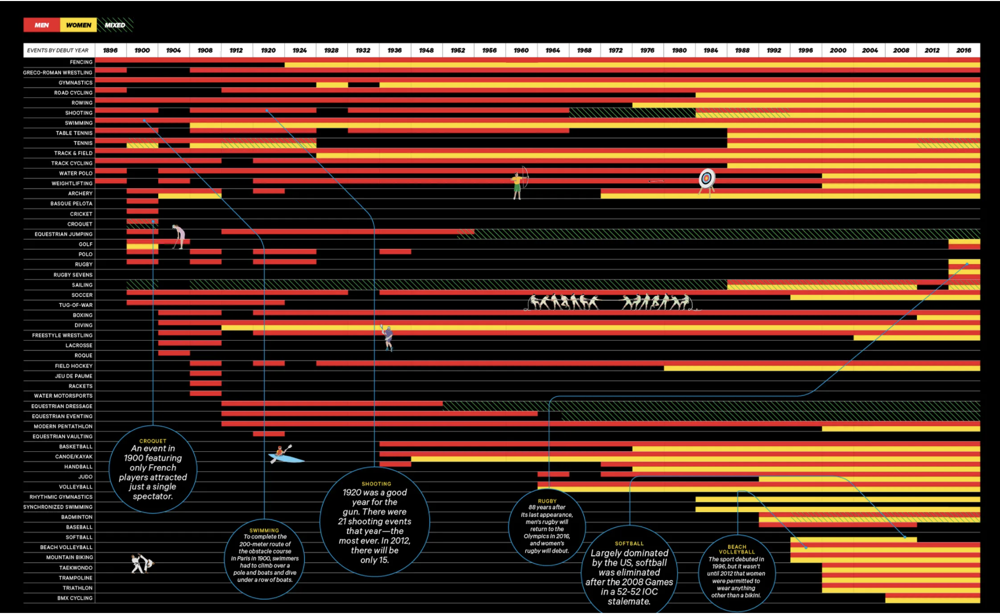 MEN WOMEN MIXED
EVENTS BY DEBUT YEAR 1896 1900 1904 1908 1912 1920 1924 1928 1932 1936 1948 1952 1956 1960 1964 1968 1972 1976 1980 1984 1988 1992 1996 2000 2004 2008 2012 2016
FENCING
GRECO-ROMAN WRESTLING
GYMNASTICS
ROAD CYCLING
ROWING
SHOOTING
SWIMMING
TABLE TENNIS
TENNIS
TRACK & FIELD
TRACK CYCLING
WATER POLO
WEIGHTLIFTING
ARCHERY
BASQUE PELOTA
CRICKET
CROQUET
EQUESTRIAN JUMPING
GOLF
POLO
RUGBY
RUGBY SEVENS
SAILING
SOCCER
TUG-OF-WAR
BOXING
DIVING
FREESTYLE WRESTLING
LACROSSE
ROQUE
FIELD HOCKEY
JEU DE PAUME
RACKETS
WATER MOTORSPORTS
EQUESTRIAN DRESSAGE
EQUESTRIAN EVENTING
MODERN PENTATHLON
EQUESTRIAN VAULTING
BASKETBALL
CANOE/KAYAK
HANDBALL
JUDO
VOLLEYBALL
RHYTHMIC GYMNASTICS
SYNCHRONIZED SWIMMING
BADMINTON
BASEBALL
SOFTBALL
BEACH VOLLEYBALL
MOUNTAIN BIKING
TAEKWONDO
TRAMPOLINE
TRIATHLON
BMX CYCLING
CROQUET
An event in
1900 featuring
only French
players attracted
just a single
spectator.
SWIMMING
To complete the
200-meter route of
the obstacle course
in Paris in 1900, swimmers
had to climb over a
pole and boats and dive
under a row of boats.
SHOOTING
1920 was a good
year for the
gun. There were
21 shooting events
that year—the
most ever. In 2012,
there will be
only 15.
RUGBY
88 years after
its last appearance,
men's rugby will
return to the
Olympics in 2016,
and women's
rugby will debut.
SOFTBALL
Largely dominated
by the US, softball
was eliminated
after the 2008 Games
in a 52-52 IOC
stalemate.
BEACH
VOLLEYBALL
The sport debuted in
1996, but it wasn't
until 2012 that women
were permitted to
wear anything
other than a bikini.